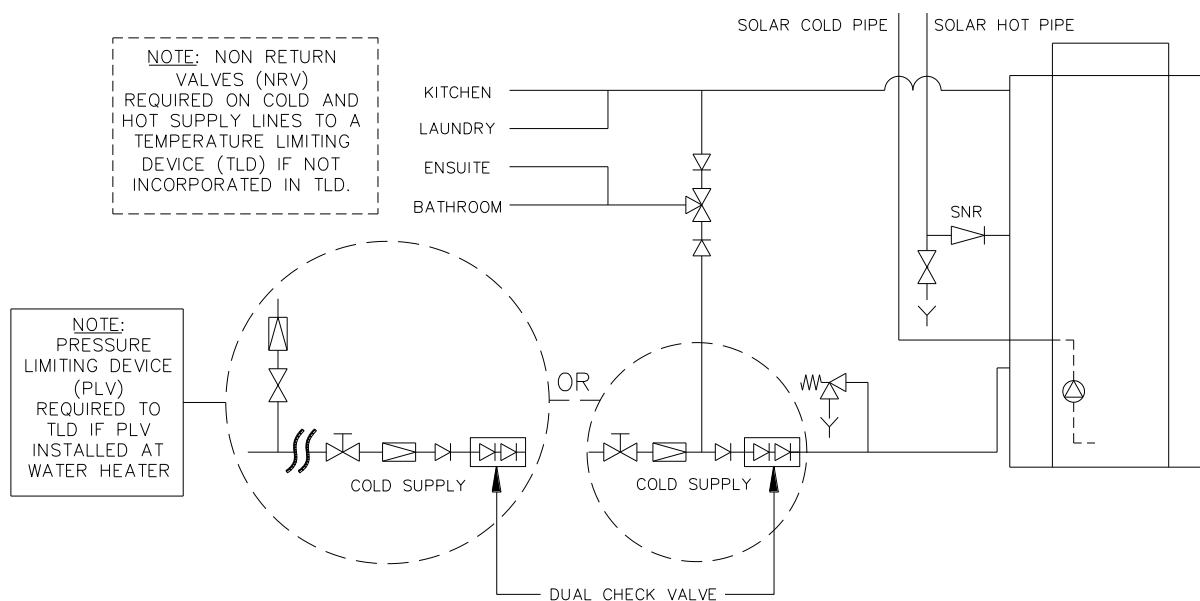 SOLAR COLD PIPE
SOLAR HOT PIPE
NOTE: NON RETURN
VALVES (NRV)
REQUIRED ON COLD AND
HOT SUPPLY LINES TO A
TEMPERATURE LIMITING
DEVICE (TLD) IF NOT
INCORPORATED IN TLD.
KITCHEN
LAUNDRY
ENSUITE
BATHROOM
SNR
NOTE:
PRESSURE
LIMITING DEVICE
(PLV)
REQUIRED TO
TLD IF PLV
INSTALLED AT
WATER HEATER
OR
COLD SUPPLY
COLD SUPPLY
DUAL CHECK VALVE